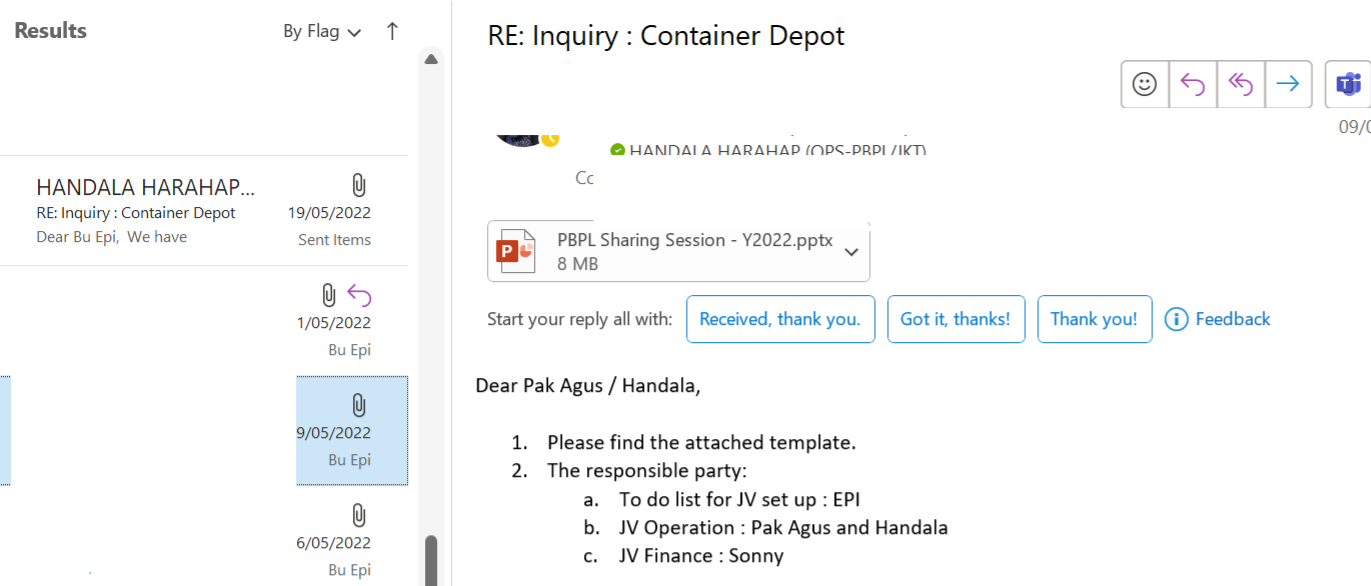 Results
By Flag
HANDALA HARAHAP...
RE: Inquiry : Container Depot 19/05/2022
Dear Bu Epi, We have Sent Items
1/05/2022
Bu Epi
9/05/2022
Bu Epi
6/05/2022
Bu Epi
RE: Inquiry : Container Depot
09/0
HANDALA HARAHAP (OPS-PBPL/JKT)
Cc
PBPL Sharing Session - Y2022.pptx
8 MB
Start your reply all with: Received, thank you. Got it, thanks! Thank you! Feedback
Dear Pak Agus / Handala,
1. Please find the attached template.
2. The responsible party:
a. To do list for JV set up : EPI
b. JV Operation : Pak Agus and Handala
c. JV Finance : Sonny